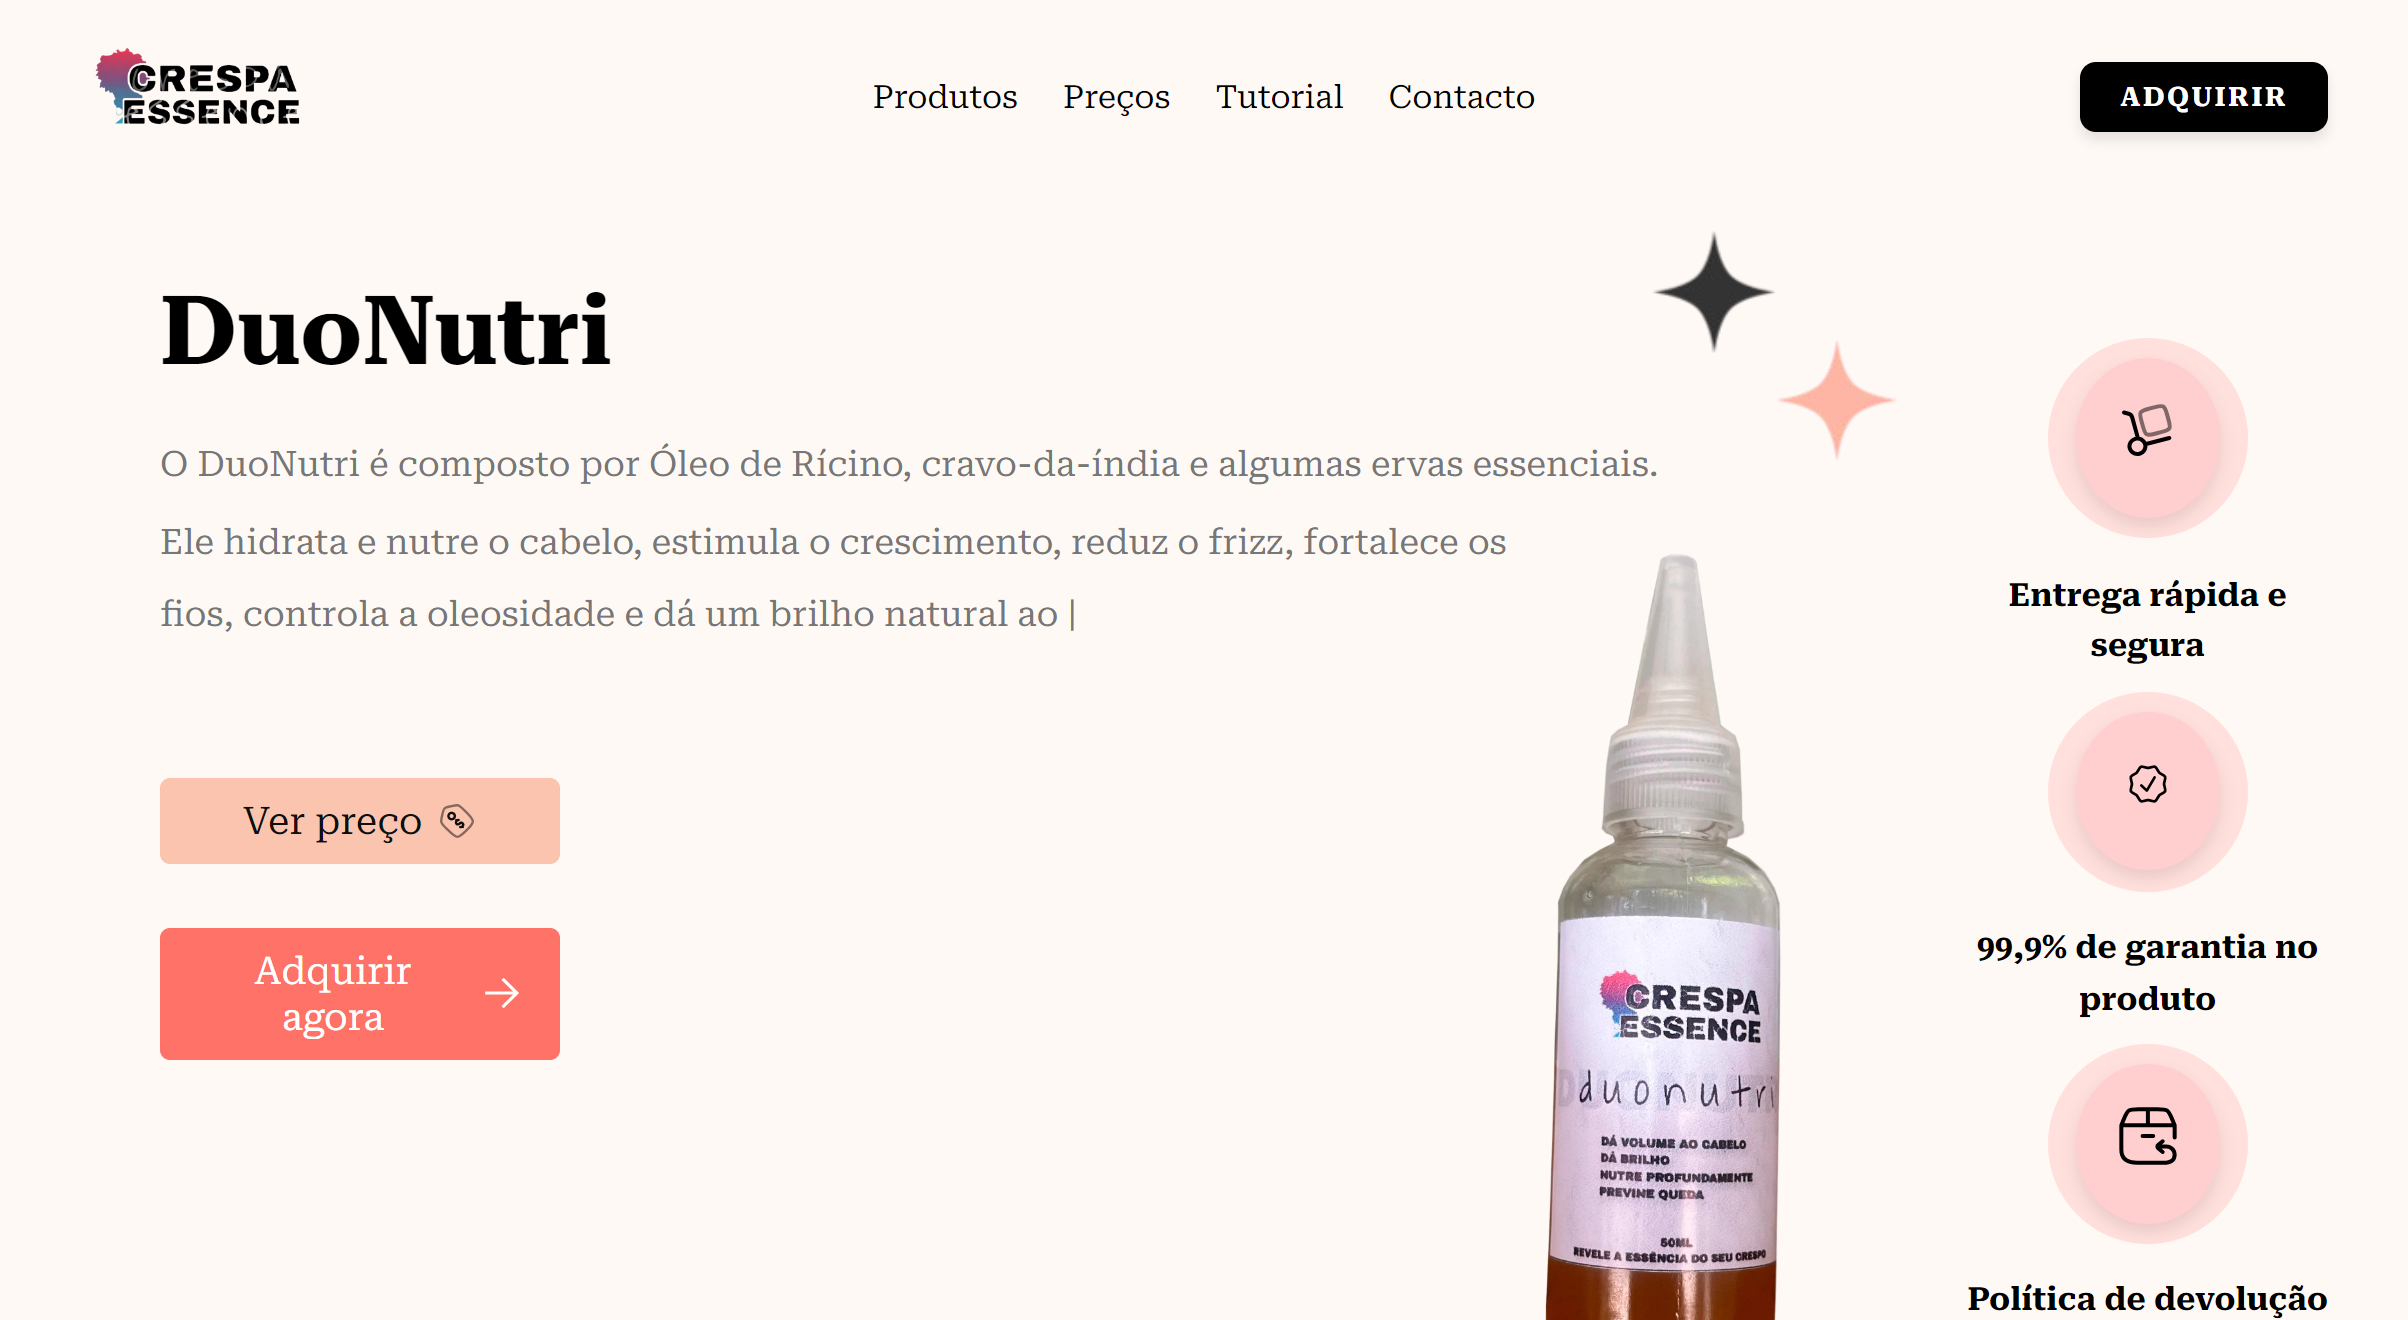 CRESPA
ESSENCE
Produtos
Preços
Tutorial
Contacto
ADQUIRIR
DuoNutri
O DuoNutri é composto por Óleo de Rícino, cravo-da-índia e algumas ervas essenciais.
Ele hidrata e nutre o cabelo, estimula o crescimento, reduz o frizz, fortalece os
fios, controla a oleosidade e dá um brilho natural ao |
Ver preço
Adquirir
agora
CRESPA
ESSENCE
duonutri
DÁ VOLUME AO CABELO
DÁ BRILHO
NUTRE PROFUNDAMENTE
PREVINE QUEDA
50ML
REVELE A ESSÊNCIA DO SEU CRESPO
Entrega rápida e
segura
99,9% de garantia no
produto
Política de devolução